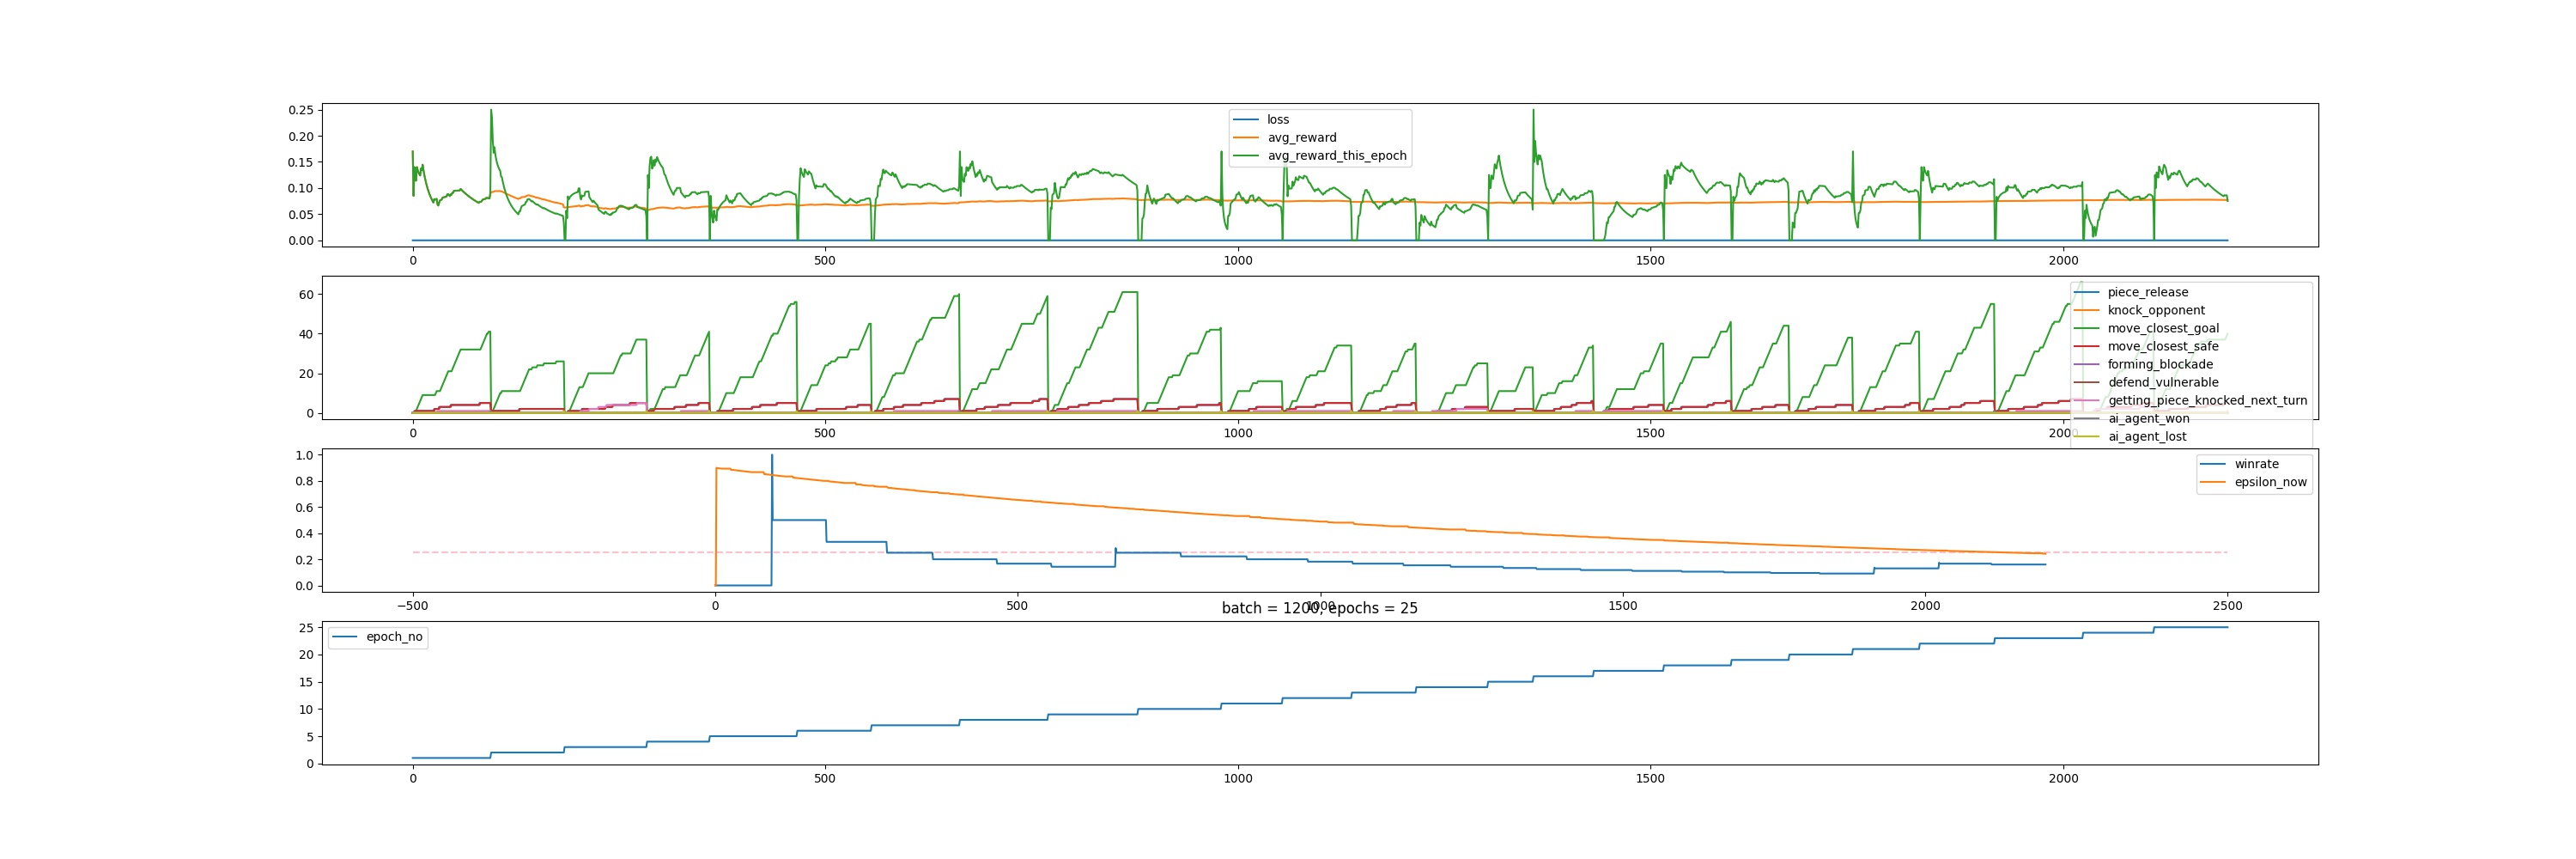 0.25
0.20
0.15
0.10
0.05
0.00
loss
avg_reward
avg_reward_this_epoch
0 500 1000 1500 2000
60
40
20
0
piece_release
knock_opponent
move_closest_goal
move_closest_safe
forming_blockade
defend_vulnerable
getting_piece_knocked_next_turn
ai_agent_won
ai_agent_lost
0 500 1000 1500 2000
1.0
0.8
0.6
0.4
0.2
0.0
winrate
epsilon_now
−500 0 500 1000 1500 2000 2500
batch = 1200, epochs = 25
25
20
15
10
5
0
epoch_no
0 500 1000 1500 2000